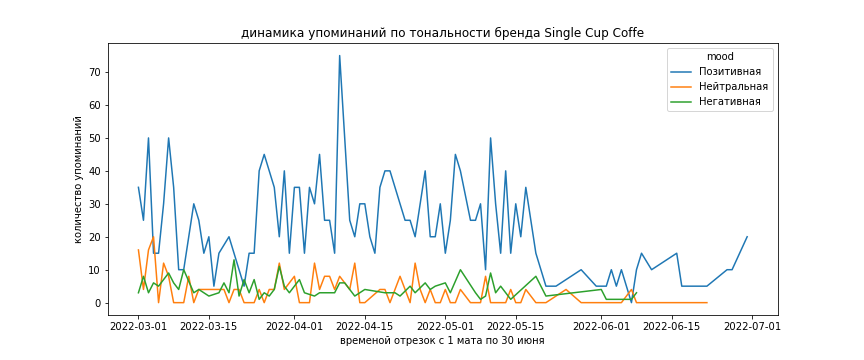 динамика упоминаний по тональности бренда Single Cup Coffe
mood
Позитивная
Нейтральная
Негативная
количество упоминаний
70
60
50
40
30
20
10
0
2022-03-01 2022-03-15 2022-04-01 2022-04-15 2022-05-01 2022-05-15 2022-06-01 2022-06-15 2022-07-01
временой отрезок с 1 мата по 30 июня